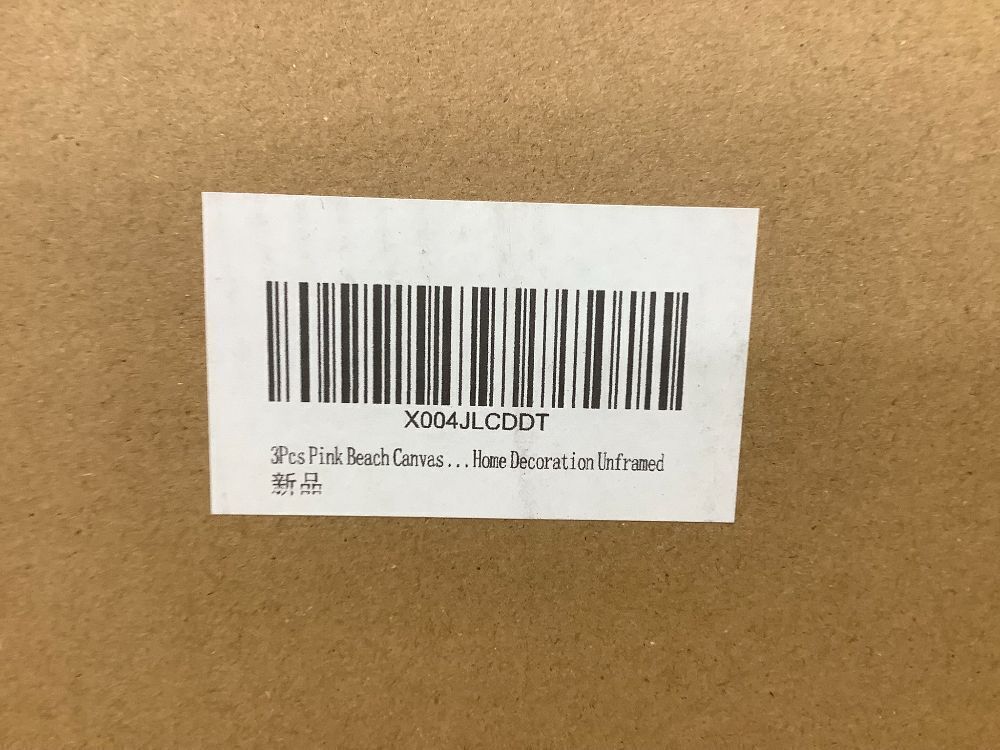 X004JLCDDT
3Pcs Pink Beach Canvas...Home Decoration Unframed
新品